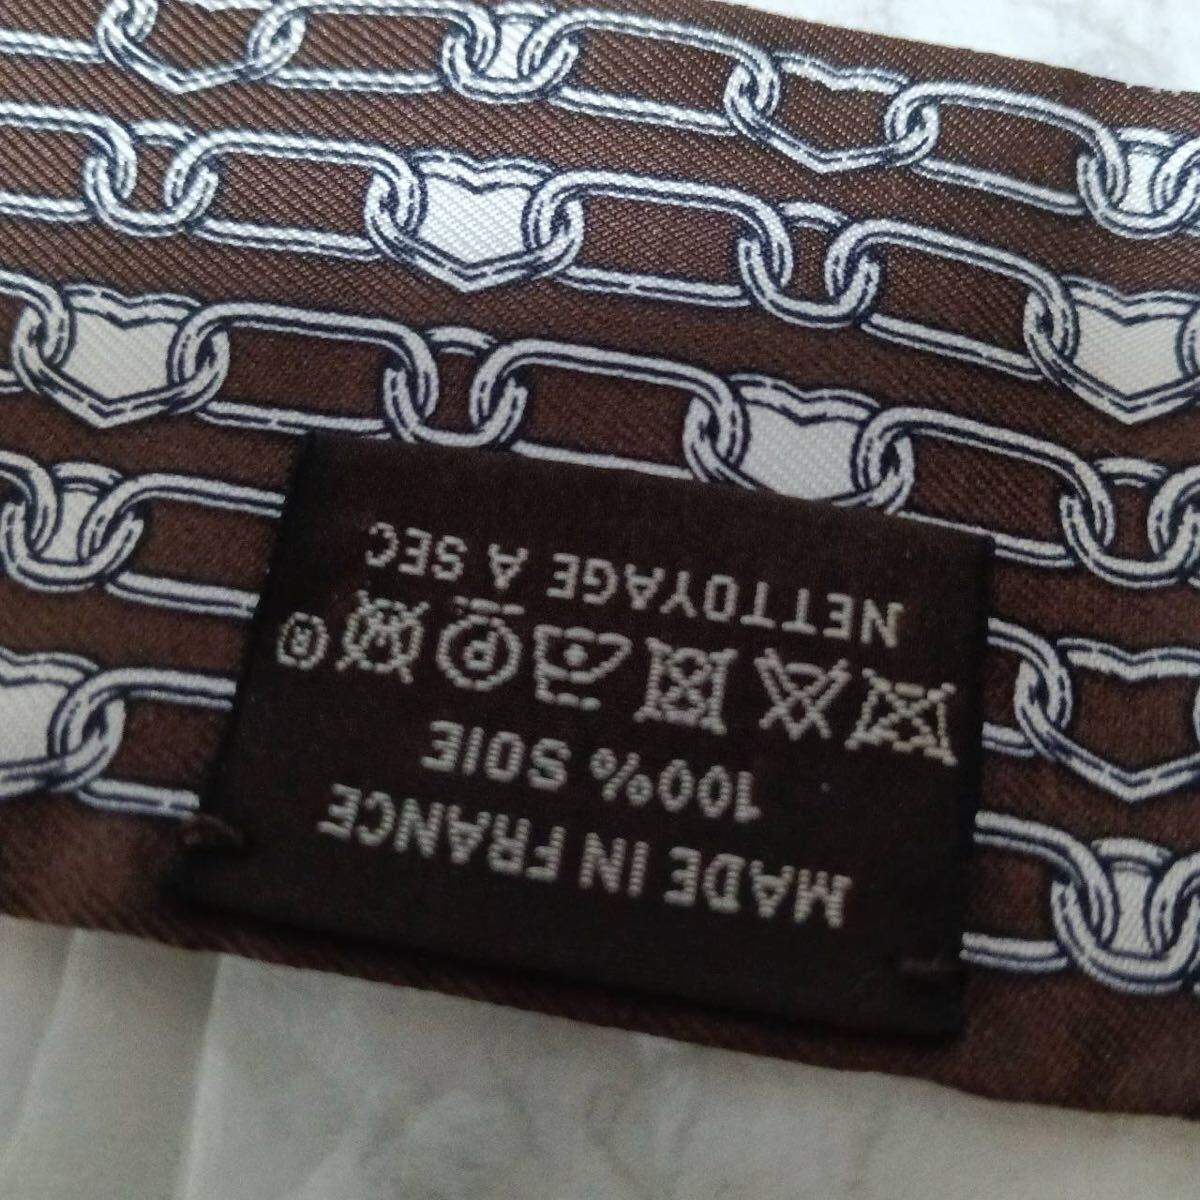 MADE IN FRANCE
100% SOIE
P ®
NETTOYAGE A SEC